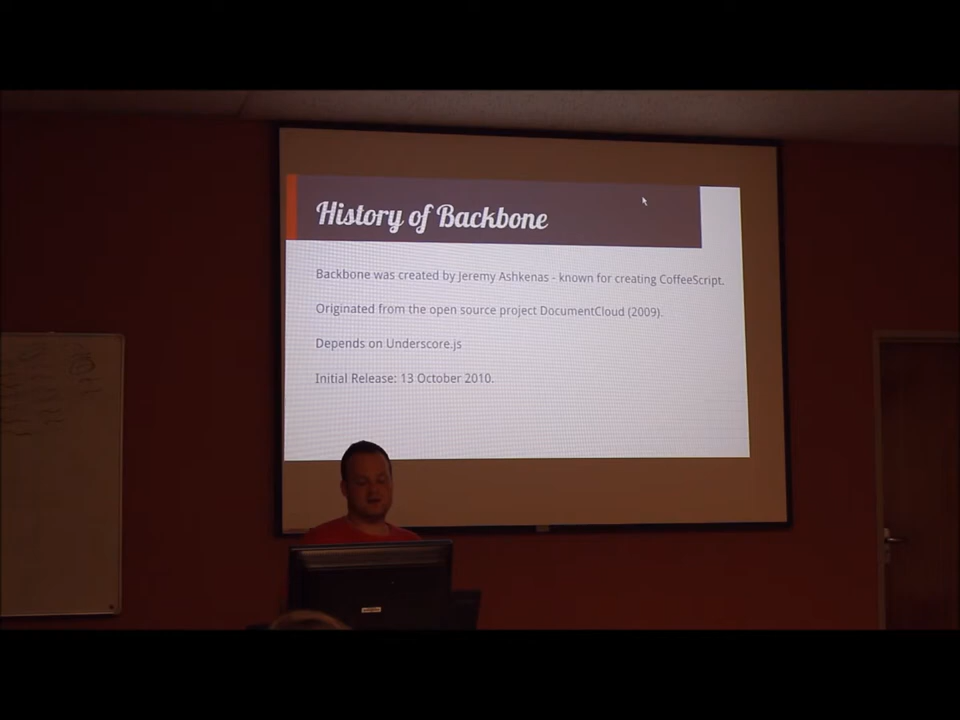 History of Backbone
Backbone was created by Jeremy Ashkenas - known for creating CoffeeScript.
Originated from the open source project DocumentCloud (2009).
Depends on Underscore.js
Initial Release: 13 October 2010.